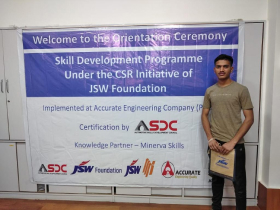 Welcome to the Orientation Ceremony
Skill Development Programme
Under the CSR Initiative of
JSW Foundation
Implemented at Accurate Engineering Company (P
Certification by ASDC
Knowledge Partner – Minerva Skills
ASDC
JSW Foundation
JSW
ACCURATE